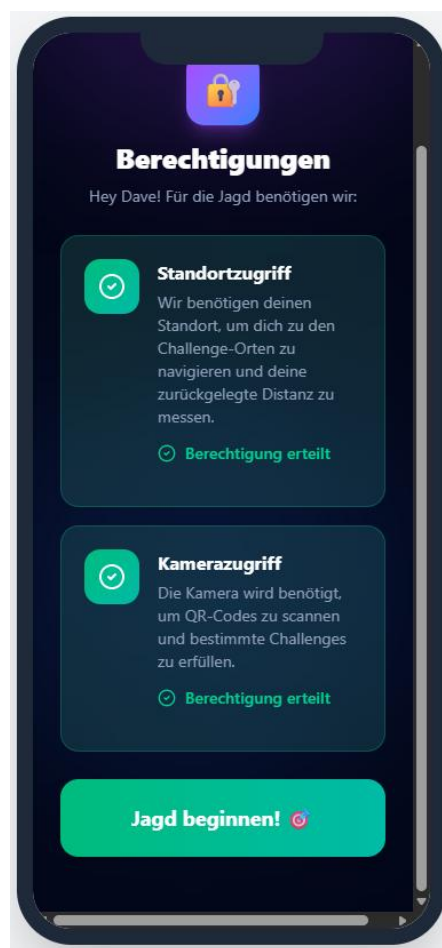 Berechtigungen
Hey Dave! Für die Jagd benötigen wir:
Standortzugriff
Wir benötigen deinen
Standort, um dich zu den
Challenge-Orten zu
navigieren und deine
zurückgelegte Distanz zu
messen.
Berechtigung erteilt
Kamerazugriff
Die Kamera wird benötigt,
um QR-Codes zu scannen
und bestimmte Challenges
zu erfüllen.
Berechtigung erteilt
Jagd beginnen! 🎯